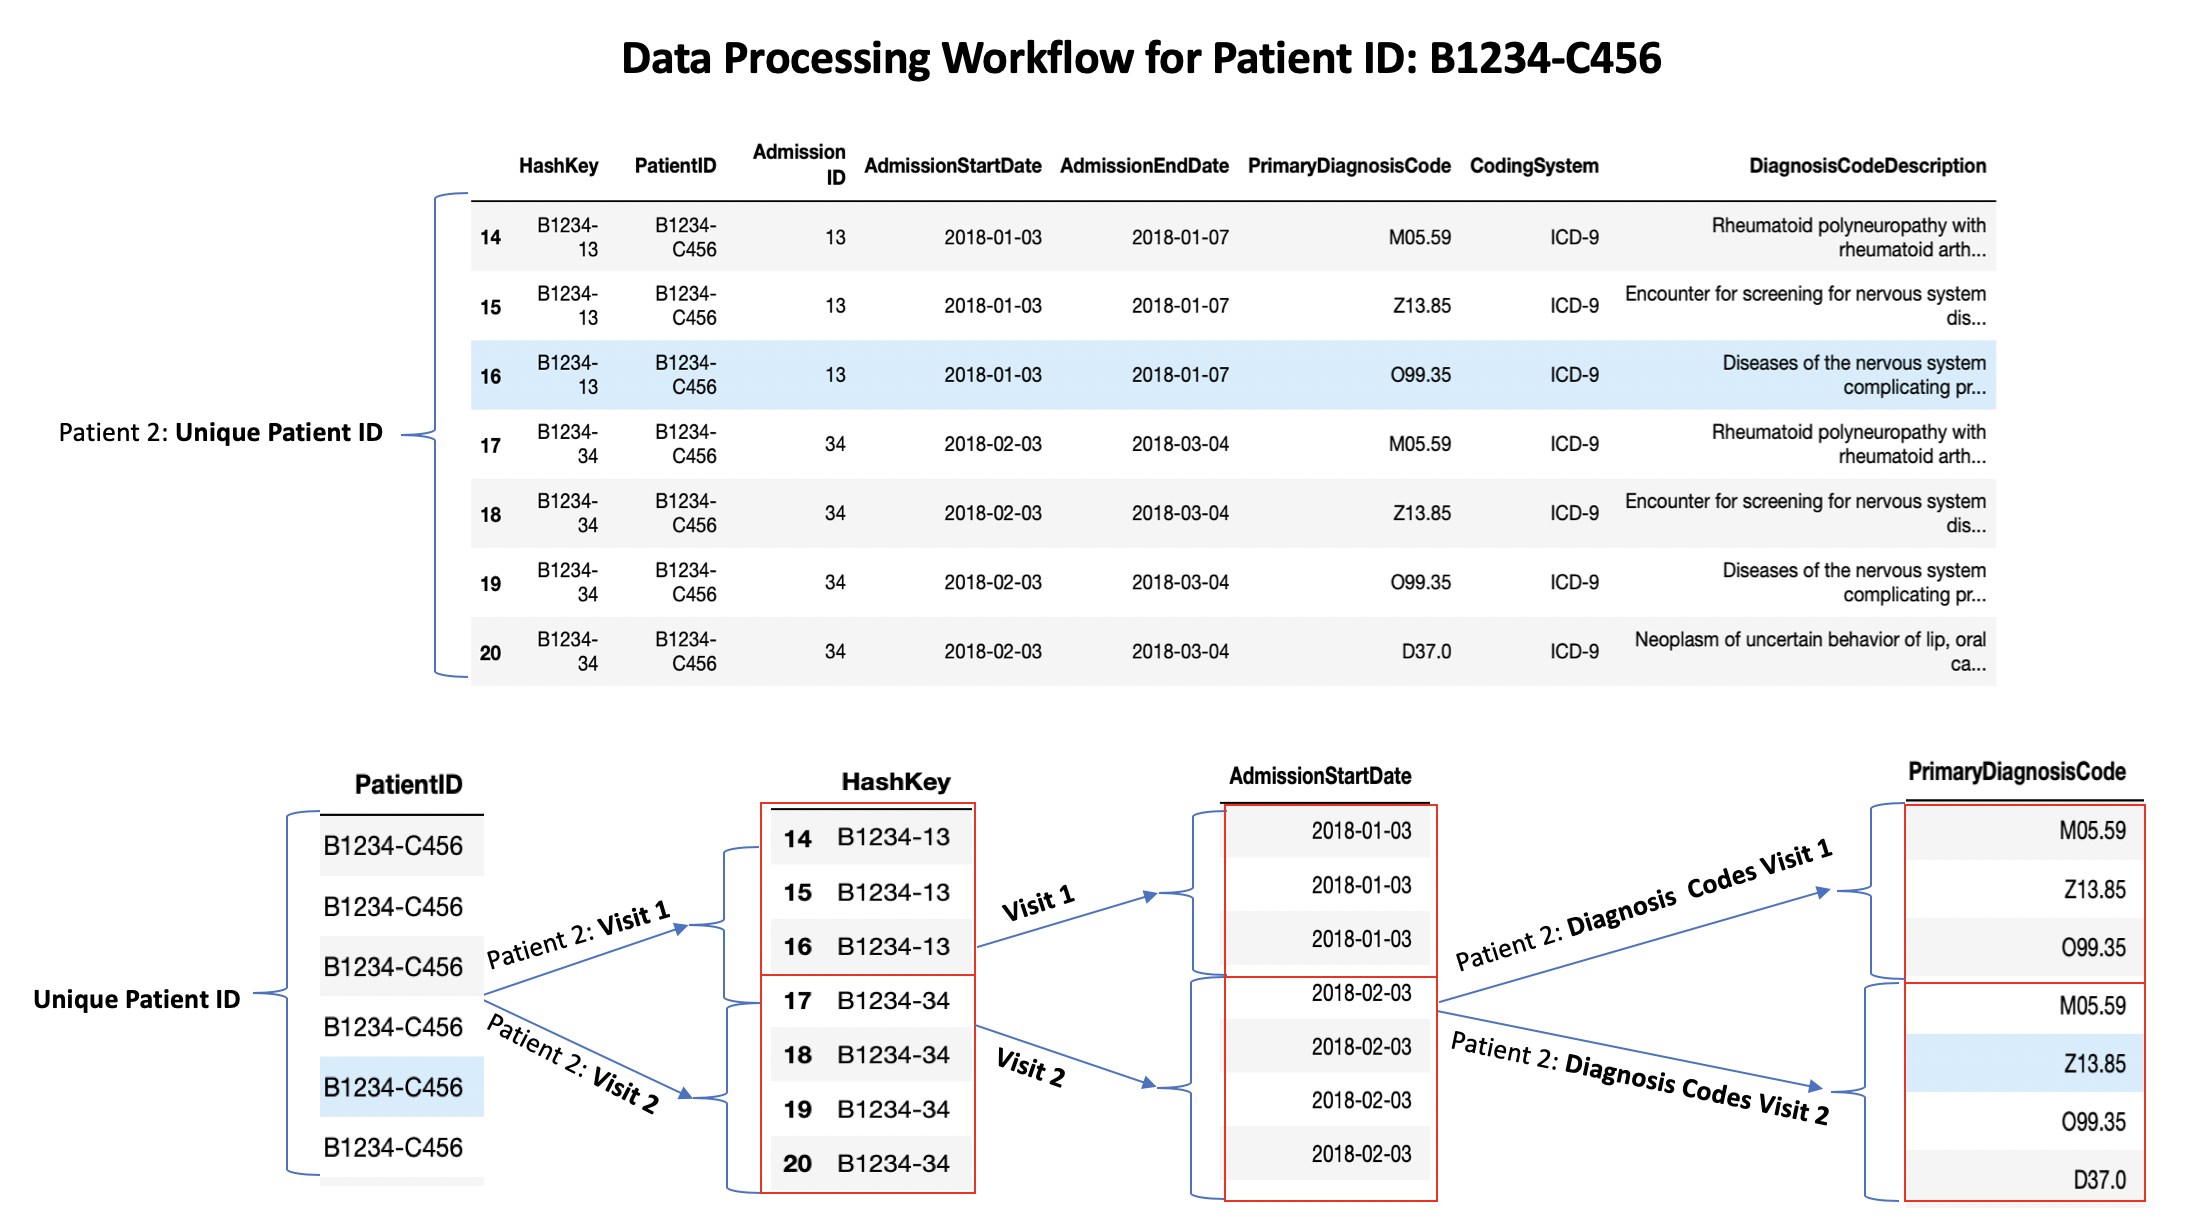 Data Processing Workflow for Patient ID: B1234-C456
HashKey PatientID Admission ID AdmissionStartDate AdmissionEndDate PrimaryDiagnosisCode CodingSystem DiagnosisCodeDescription
14 B1234-13 B1234-C456 13 2018-01-03 2018-01-07 M05.59 ICD-9 Rheumatoid polyneuropathy with rheumatoid arth...
15 B1234-13 B1234-C456 13 2018-01-03 2018-01-07 Z13.85 ICD-9 Encounter for screening for nervous system dis...
16 B1234-13 B1234-C456 13 2018-01-03 2018-01-07 O99.35 ICD-9 Diseases of the nervous system complicating pr...
17 B1234-34 B1234-C456 34 2018-02-03 2018-03-04 M05.59 ICD-9 Rheumatoid polyneuropathy with rheumatoid arth...
18 B1234-34 B1234-C456 34 2018-02-03 2018-03-04 Z13.85 ICD-9 Encounter for screening for nervous system dis...
19 B1234-34 B1234-C456 34 2018-02-03 2018-03-04 O99.35 ICD-9 Diseases of the nervous system complicating pr...
20 B1234-34 B1234-C456 34 2018-02-03 2018-03-04 D37.0 ICD-9 Neoplasm of uncertain behavior of lip, oral ca...
Patient 2: Unique Patient ID
Unique Patient ID
PatientID
B1234-C456
B1234-C456
B1234-C456
B1234-C456
B1234-C456
B1234-C456
Patient 2: Visit 1
Patient 2: Visit 2
HashKey
14 B1234-13
15 B1234-13
16 B1234-13
17 B1234-34
18 B1234-34
19 B1234-34
20 B1234-34
Visit 1
Visit 2
AdmissionStartDate
2018-01-03
2018-01-03
2018-01-03
2018-02-03
2018-02-03
2018-02-03
2018-02-03
Patient 2: Diagnosis Codes Visit 1
Patient 2: Diagnosis Codes Visit 2
PrimaryDiagnosisCode
M05.59
Z13.85
O99.35
M05.59
Z13.85
O99.35
D37.0